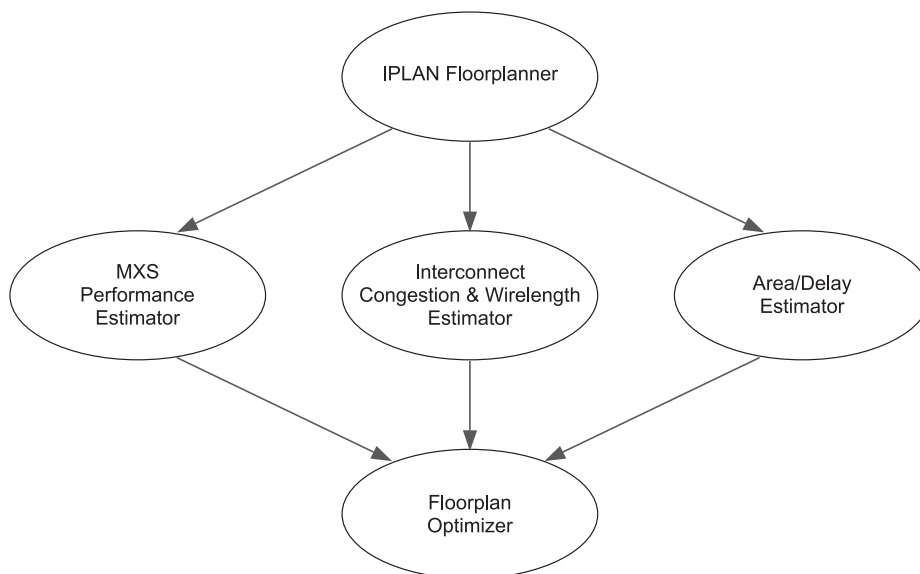 IPLAN Floorplanner
MXS
Performance
Estimator
Interconnect
Congestion & Wirelength
Estimator
Area/Delay
Estimator
Floorplan
Optimizer